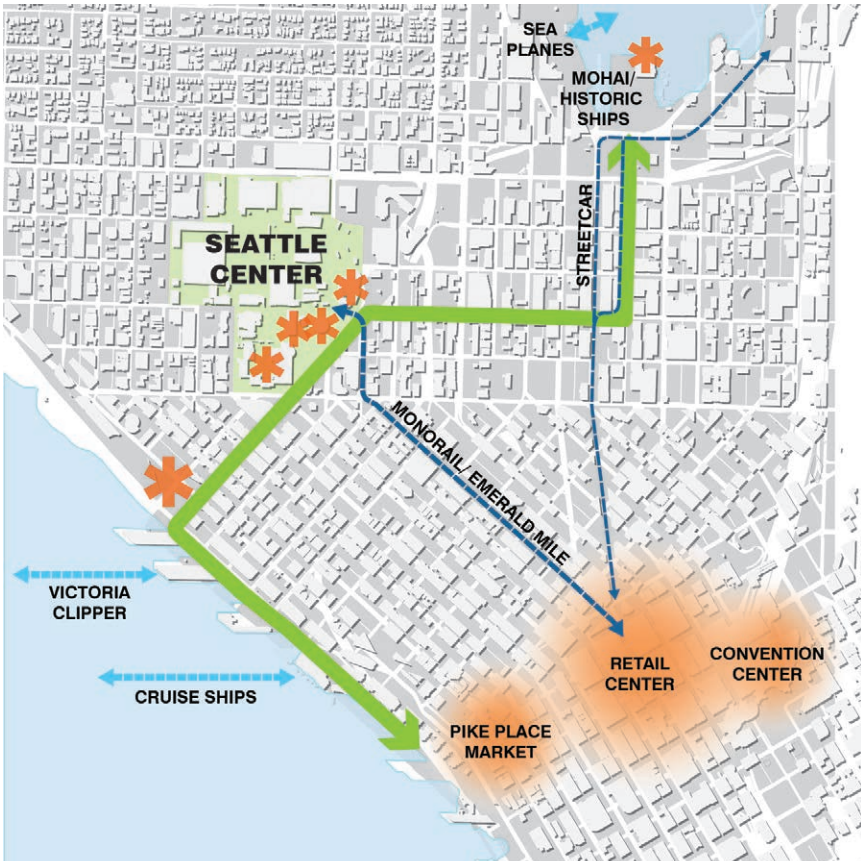 SEA
PLANES
MOHAI/
HISTORIC
SHIPS
STREETCAR
SEATTLE
CENTER
MONORAIL/ EMERALD MILE
VICTORIA
CLIPPER
CRUISE SHIPS
RETAIL
CENTER
CONVENTION
CENTER
PIKE PLACE
MARKET